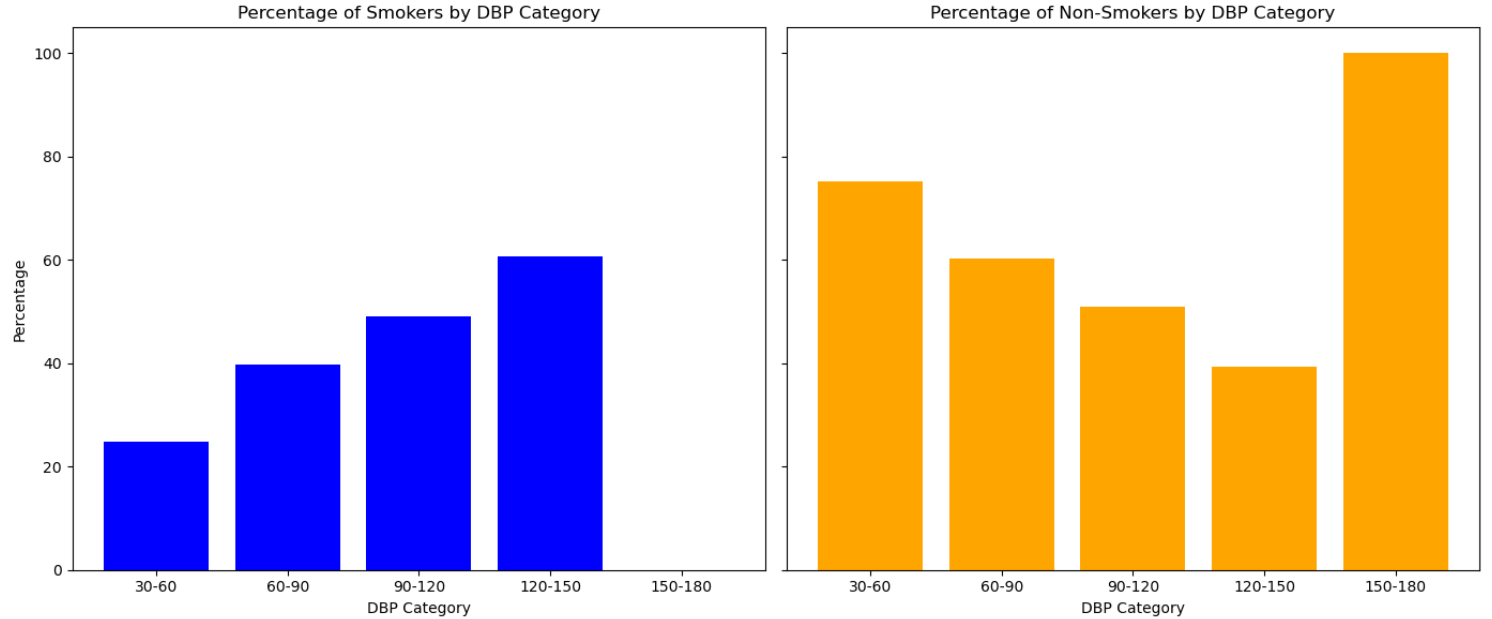 Percentage of Smokers by DBP Category
Percentage
100
80
60
40
20
0
30-60 60-90 90-120 120-150 150-180
DBP Category
Percentage of Non-Smokers by DBP Category
30-60 60-90 90-120 120-150 150-180
DBP Category